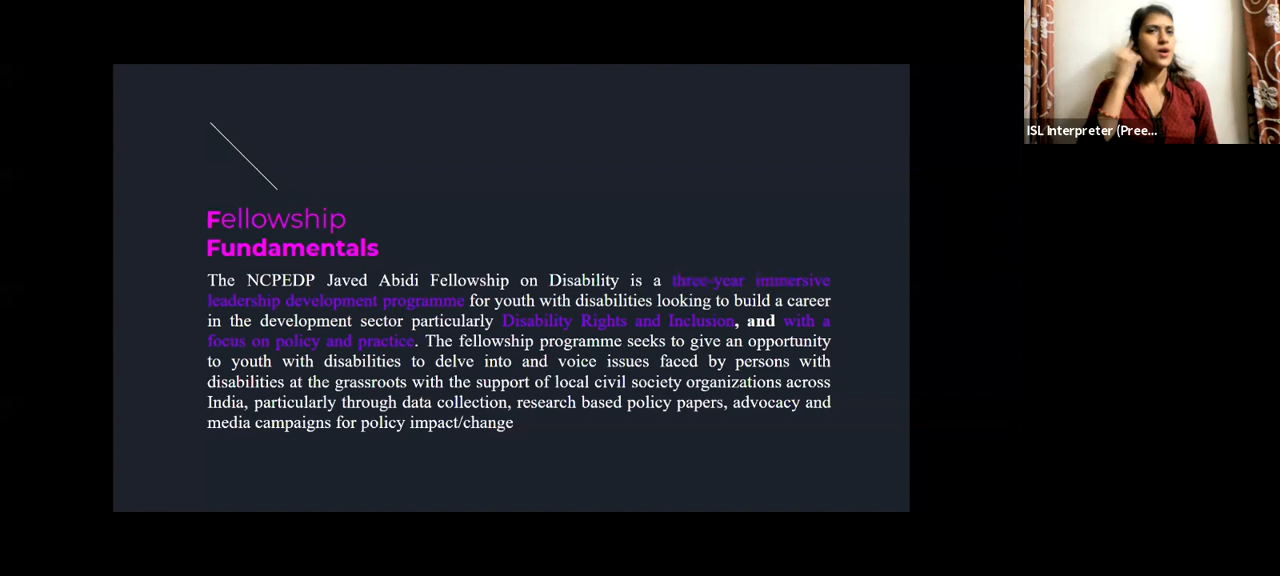 Fellowship
Fundamentals
The NCPEDP Javed Abidi Fellowship on Disability is a three-year immersive
leadership development programme for youth with disabilities looking to build a career
in the development sector particularly Disability Rights and Inclusion, and with a
focus on policy and practice. The fellowship programme seeks to give an opportunity
to youth with disabilities to delve into and voice issues faced by persons with
disabilities at the grassroots with the support of local civil society organizations across
India, particularly through data collection, research based policy papers, advocacy and
media campaigns for policy impact/change
ISL Interpreter (Pree...